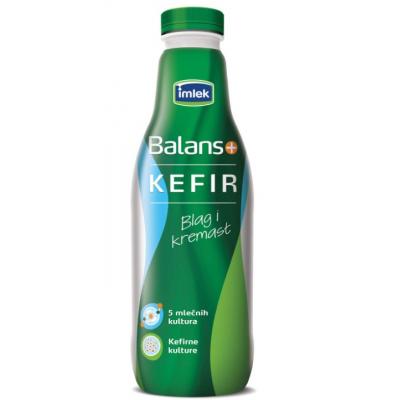 imlek
Balans+
KEFIR
Blag i
kremast
5 mlečnih
kultura
Kefirne
kulture